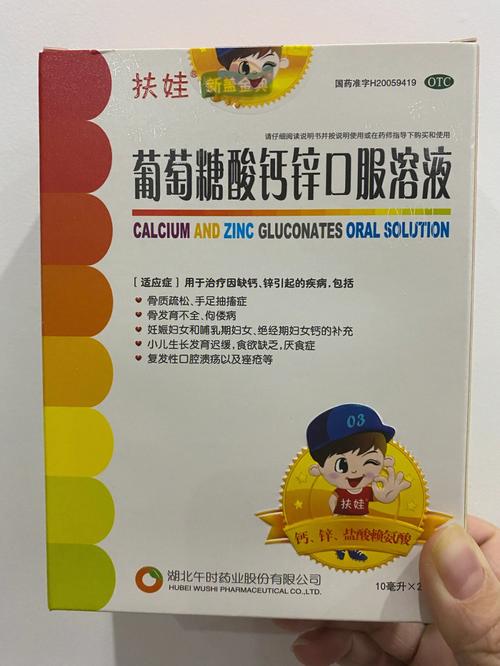 扶娃®
新盖金典
国药准字H20059419
OTC
请仔细阅读说明书并按说明使用或在药师指导下购买和使用
葡萄糖酸钙锌口服溶液
CALCIUM AND ZINC GLUCONATES ORAL SOLUTION
[适应症] 用于治疗因缺钙、锌引起的疾病,包括
• 骨质疏松、手足抽搐症
• 骨发育不全、佝偻病
• 妊娠妇女和哺乳期妇女、绝经期妇女钙的补充
• 小儿生长发育迟缓,食欲缺乏,厌食症
• 复发性口腔溃疡以及痤疮等
03
扶娃
钙、锌、盐酸赖氨酸
湖北午时药业股份有限公司
HUBEI WUSHI PHARMACEUTICAL CO.,LTD.
10毫升×2